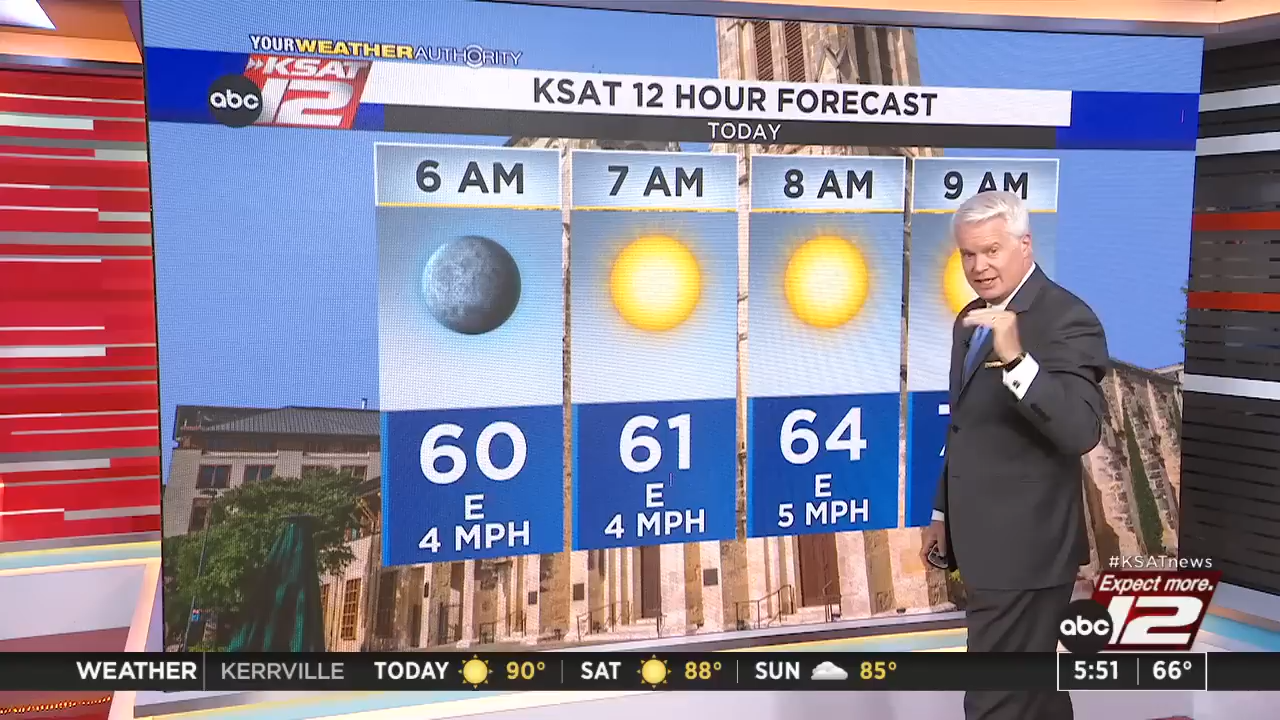 YOUR WEATHER AUTHORITY
KSAT
abc 12
KSAT 12 HOUR FORECAST
TODAY
6 AM 7 AM 8 AM 9 AM
60 61 64
E E E
4 MPH 4 MPH 5 MPH
#KSATnews
Expect more.
abc 12
WEATHER KERRVILLE TODAY 90° SAT 88° SUN 85° 5:51 66°